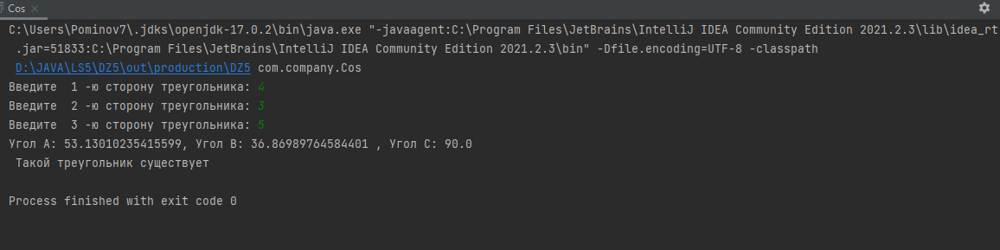 Cos
C:\Users\Pominov7\.jdks\openjdk-17.0.2\bin\java.exe "-javaagent:C:\Program Files\JetBrains\IntelliJ IDEA Community Edition 2021.2.3\lib\idea_rt
.jar=51833:C:\Program Files\JetBrains\IntelliJ IDEA Community Edition 2021.2.3\bin" -Dfile.encoding=UTF-8 -classpath
D:\JAVA\LS5\DZ5\out\production\DZ5 com.company.Cos
Введите  1 -ю сторону треугольника: 4
Введите  2 -ю сторону треугольника: 3
Введите  3 -ю сторону треугольника: 5
Угол A: 53.13010235415599, Угол B: 36.86989764584401 , Угол C: 90.0
Такой треугольник существует
Process finished with exit code 0